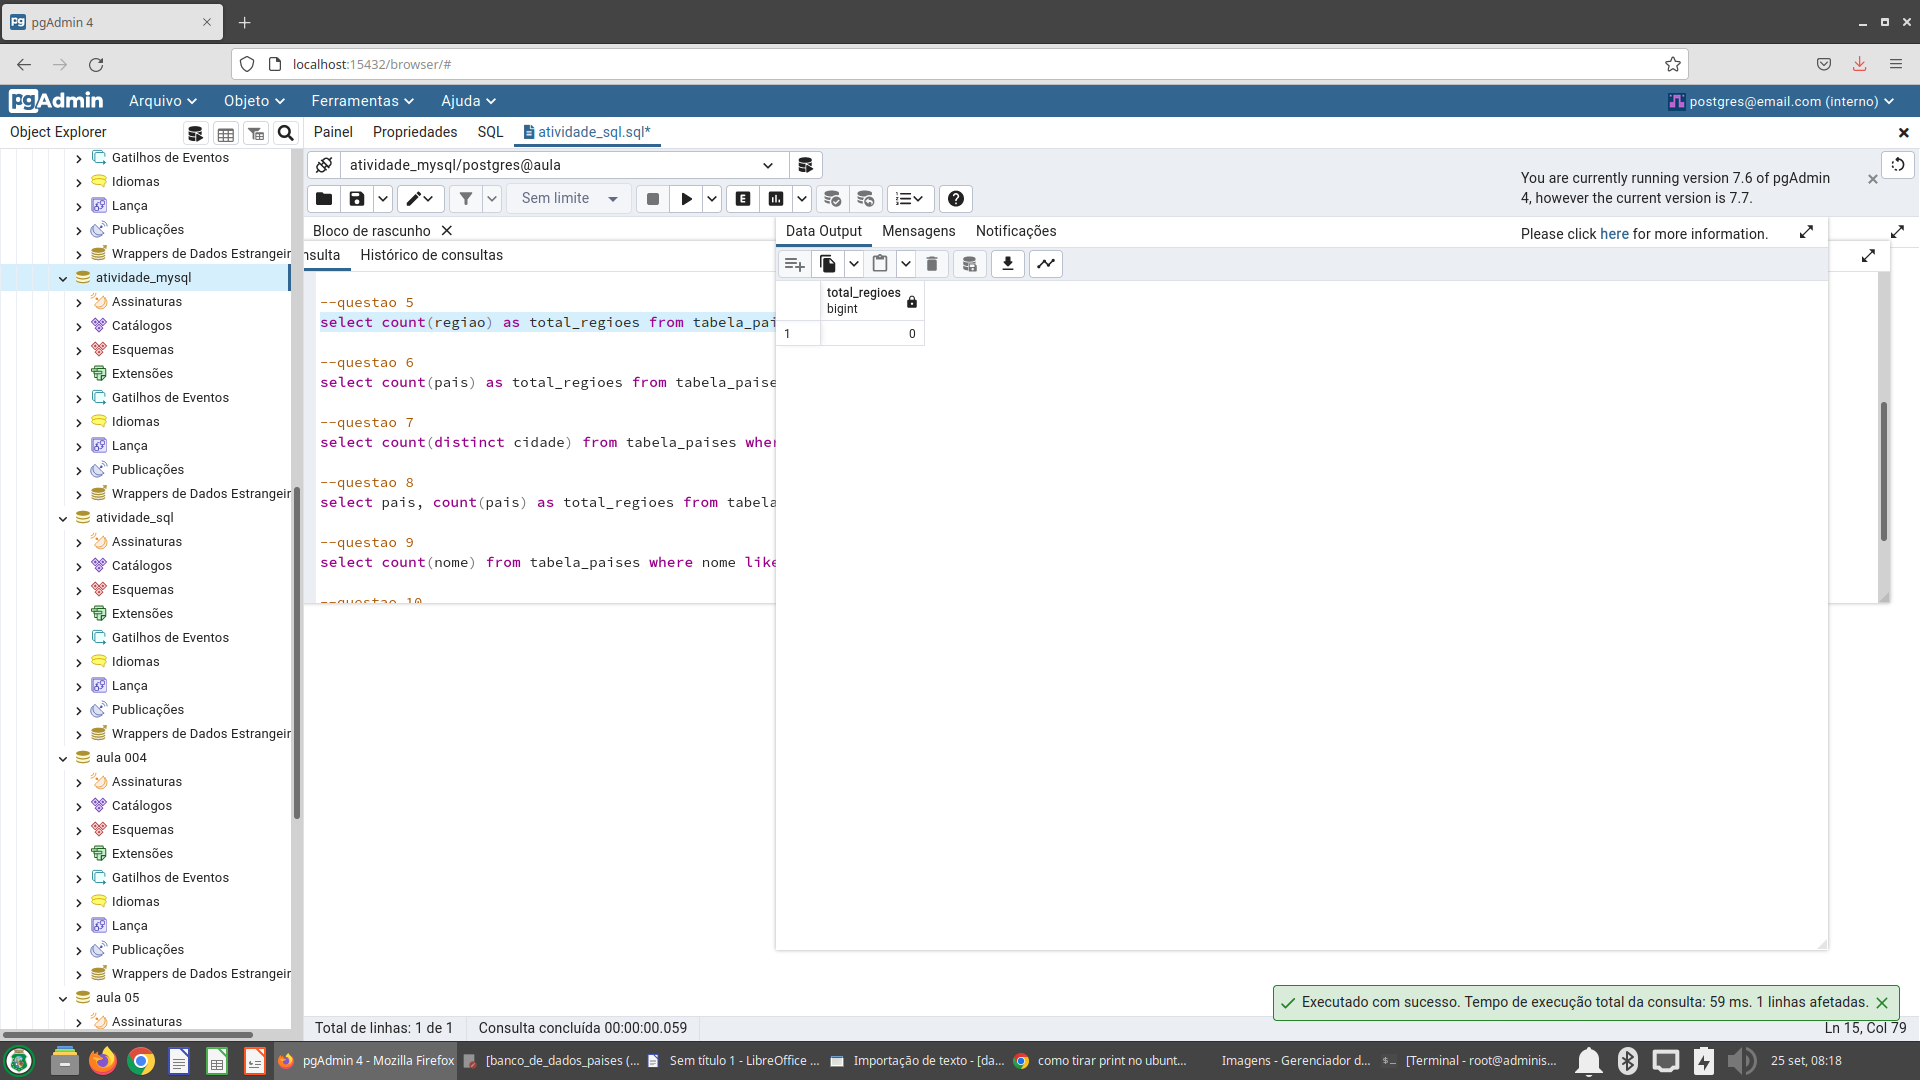 pgAdmin 4
localhost:15432/browser/#
pgAdmin
Arquivo
Objeto
Ferramentas
Ajuda
postgres@email.com (interno)
Object Explorer
Painel
Propriedades
SQL
atividade_sql.sql*
Gatilhos de Eventos
Idiomas
Lança
Publicações
Wrappers de Dados Estrangeir
atividade_mysql
Assinaturas
Catálogos
Esquemas
Extensões
Gatilhos de Eventos
Idiomas
Lança
Publicações
Wrappers de Dados Estrangeir
atividade_sql
Assinaturas
Catálogos
Esquemas
Extensões
Gatilhos de Eventos
Idiomas
Lança
Publicações
Wrappers de Dados Estrangeir
aula 004
Assinaturas
Catálogos
Esquemas
Extensões
Gatilhos de Eventos
Idiomas
Lança
Publicações
Wrappers de Dados Estrangeir
aula 05
Assinaturas
atividade_mysql/postgres@aula
Sem limite
E
You are currently running version 7.6 of pgAdmin
4, however the current version is 7.7.
Please click here for more information.
Bloco de rascunho
nsulta
Histórico de consultas
--questao 5
select count(regiao) as total_regioes from tabela_pai
--questao 6
select count(pais) as total_regioes from tabela_paise
--questao 7
select count(distinct cidade) from tabela_paises wher
--questao 8
select pais, count(pais) as total_regioes from tabela
--questao 9
select count(nome) from tabela_paises where nome like
--questao 10
Data Output
Mensagens
Notificações
total_regioes
bigint
1
0
Executado com sucesso. Tempo de execução total da consulta: 59 ms. 1 linhas afetadas.
Total de linhas: 1 de 1
Consulta concluída 00:00:00.059
Ln 15, Col 79
pgAdmin 4 - Mozilla Firefox
[banco_de_dados_paises (...
Sem título 1 - LibreOffice ...
Importação de texto - [da...
como tirar print no ubunt...
Imagens - Gerenciador d...
[Terminal - root@adminis...
25 set, 08:18